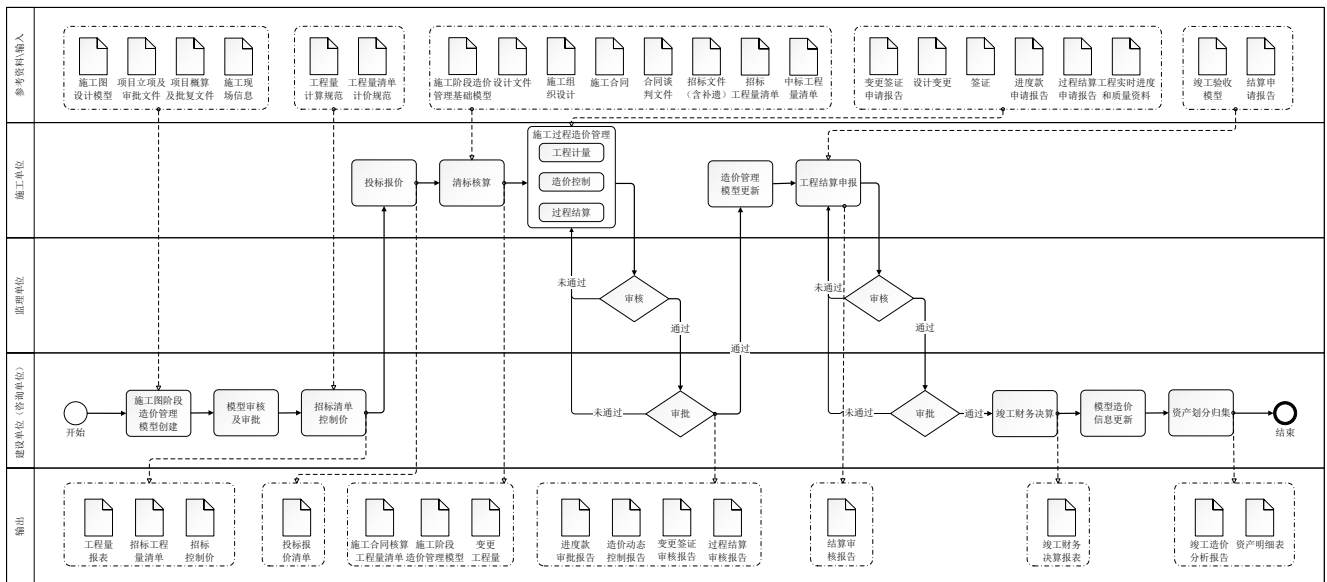 参考资料\输入
施工图
设计模型
项目立项及
审批文件
项目概算
及批复文件
施工现
场信息
工程量
计算规范
工程量清单
计价规范
施工阶段造价
管理基础模型
设计文件
施工组
织设计
施工合同
合同谈
判文件
招标文件
（含补遗）
招标
工程量清单
中标工程
量清单
变更签证
申请报告
设计变更
签证
进度款
申请报告
过程结算
申请报告
工程实时进度
和质量资料
竣工验收
模型
结算申
请报告
施工单位
投标报价
清标核算
施工过程造价管理
工程计量
造价控制
过程结算
造价管理
模型更新
工程结算申报
监理单位
未通过
审核
通过
通过
未通过
审核
通过
建设单位（咨询单位）
开始
施工图阶段
造价管理
模型创建
模型审核
及审批
招标清单
控制价
未通过
审批
未通过
审批
通过
竣工财务决算
模型造价
信息更新
资产划分归集
结束
输出
工程量
报表
招标工程
量清单
招标
控制价
投标报
价清单
施工合同核算
工程量清单
施工阶段
造价管理模型
变更
工程量
进度款
审批报告
造价动态
控制报告
变更签证
审核报告
过程结算
审核报告
结算审
核报告
竣工财务
决算报表
竣工造价
分析报告
资产明细表